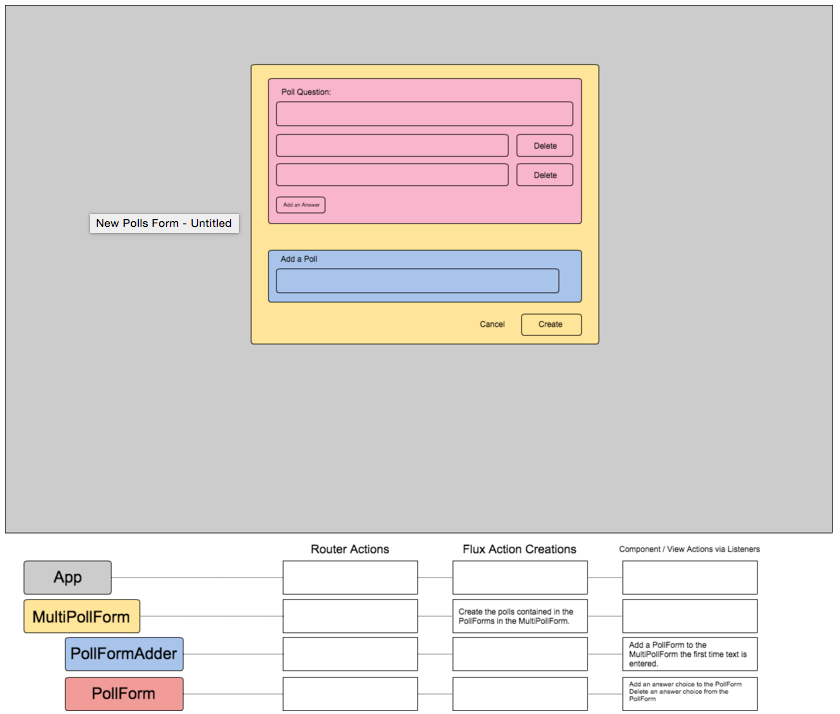 Poll Question:
Delete
Delete
Add an Answer
New Polls Form - Untitled
Add a Poll
Cancel
Create
Router Actions
Flux Action Creations
Component / View Actions via Listeners
App
MultiPollForm
Create the polls contained in the
PollForms in the MultiPollForm.
PollFormAdder
Add a PollForm to the
MultiPollForm the first time text is
entered.
PollForm
Add an answer choice to the PollForm
Delete an answer choice from the
PollForm